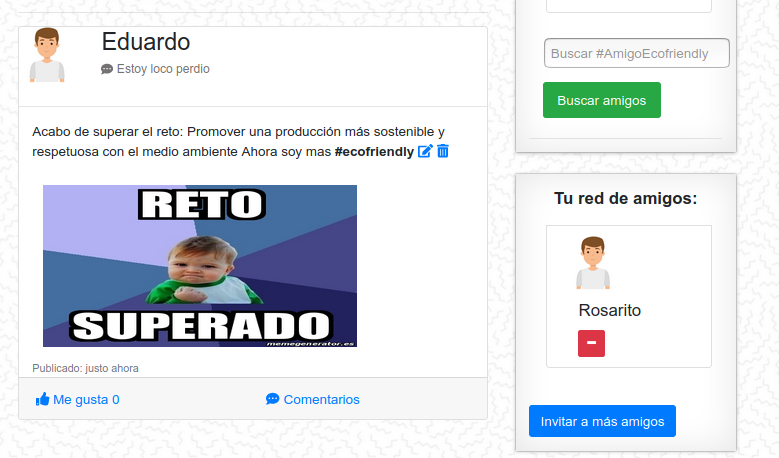 Eduardo
Estoy loco perdio
Acabo de superar el reto: Promover una producción más sostenible y
respetuosa con el medio ambiente Ahora soy mas #ecofriendly
RETO
SUPERADO
memegenerator.es
Publicado: justo ahora
Me gusta 0
Comentarios
Buscar #AmigoEcofriendly
Buscar amigos
Tu red de amigos:
Rosarito
Invitar a más amigos